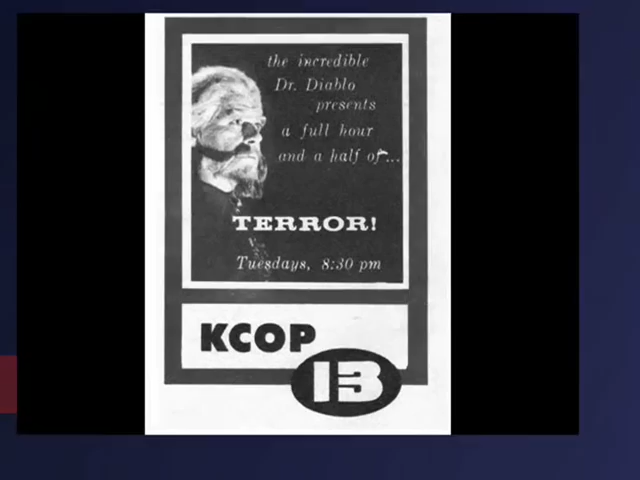 the incredible
Dr. Diablo
presents
a full hour
and a half of...
TERROR!
Tuesdays, 8:30 pm
KCOP
13